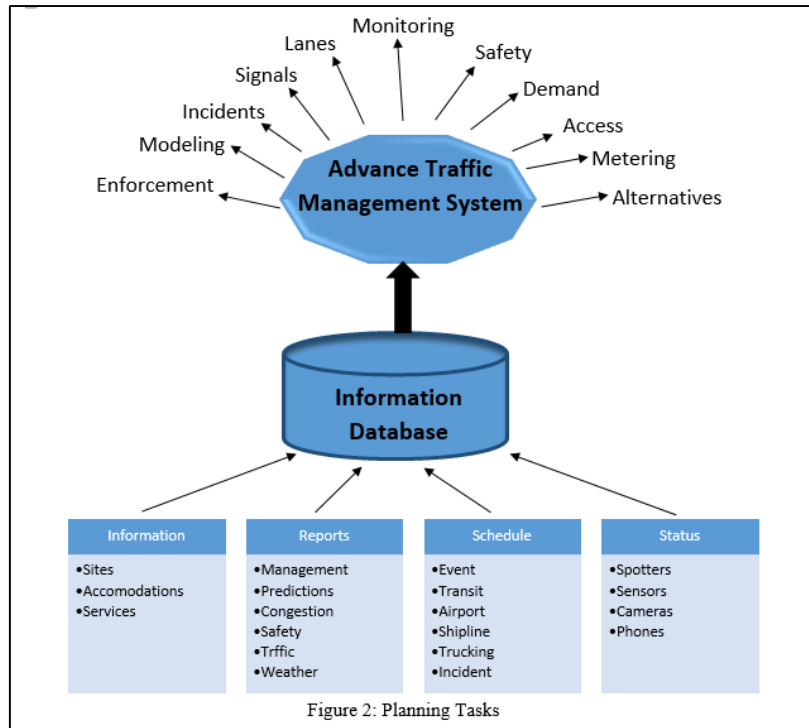 Monitoring
Lanes
Safety
Signals
Demand
Incidents
Access
Modeling
Metering
Enforcement
Alternatives
Advance Traffic
Management System
Information
Database
Information
•Sites
•Accomodations
•Services
Reports
•Management
•Predictions
•Congestion
•Safety
•Trffic
•Weather
Schedule
•Event
•Transit
•Airport
•Shipline
•Trucking
•Incident
Status
•Spotters
•Sensors
•Cameras
•Phones
Figure 2: Planning Tasks